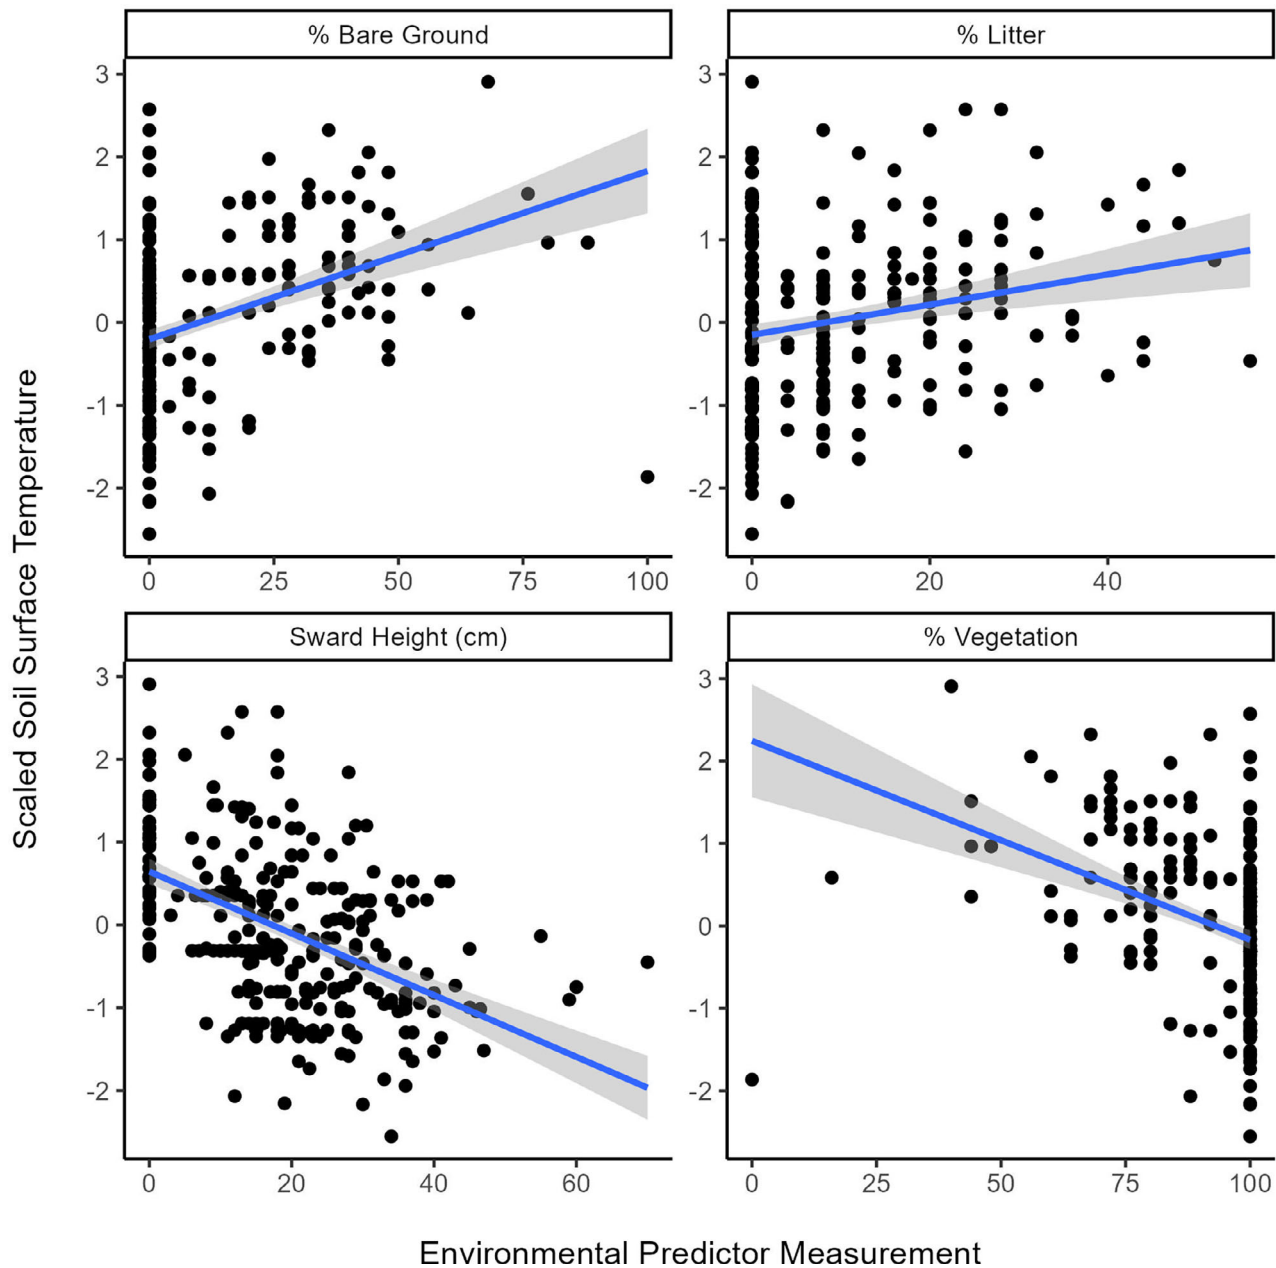 % Bare Ground
% Litter
3
2
1
0
-1
-2
0 25 50 75 100
3
2
1
0
-1
-2
0 20 40
Sward Height (cm)
% Vegetation
3
2
1
0
-1
-2
0 20 40 60
3
2
1
0
-1
-2
0 25 50 75 100
Scaled Soil Surface Temperature
Environmental Predictor Measurement